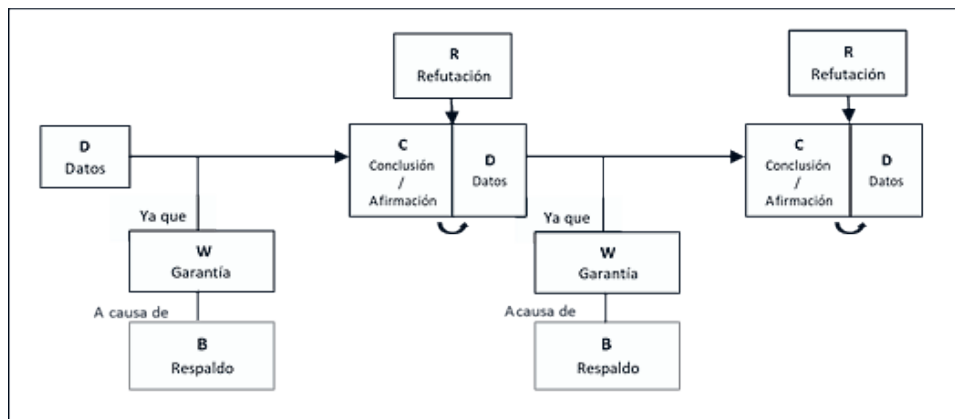 R
Refutación
R
Refutación
D
Datos
C
Conclusión
/
Afirmación
D
Datos
C
Conclusión
/
Afirmación
D
Datos
Ya que
Ya que
W
Garantía
W
Garantía
A causa de
Acausa de
B
Respaldo
B
Respaldo